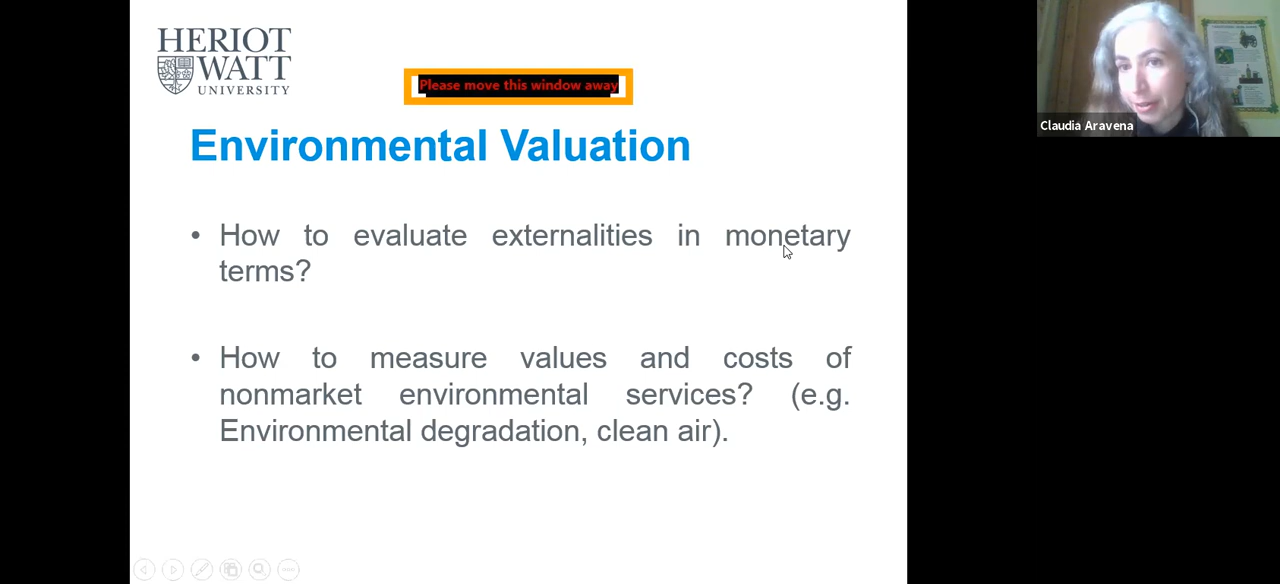 HERIOT
WATT
UNIVERSITY
Please move this window away
Claudia Aravena
Environmental Valuation
• How to evaluate externalities in monetary
terms?
• How to measure values and costs of
nonmarket environmental services? (e.g.
Environmental degradation, clean air).